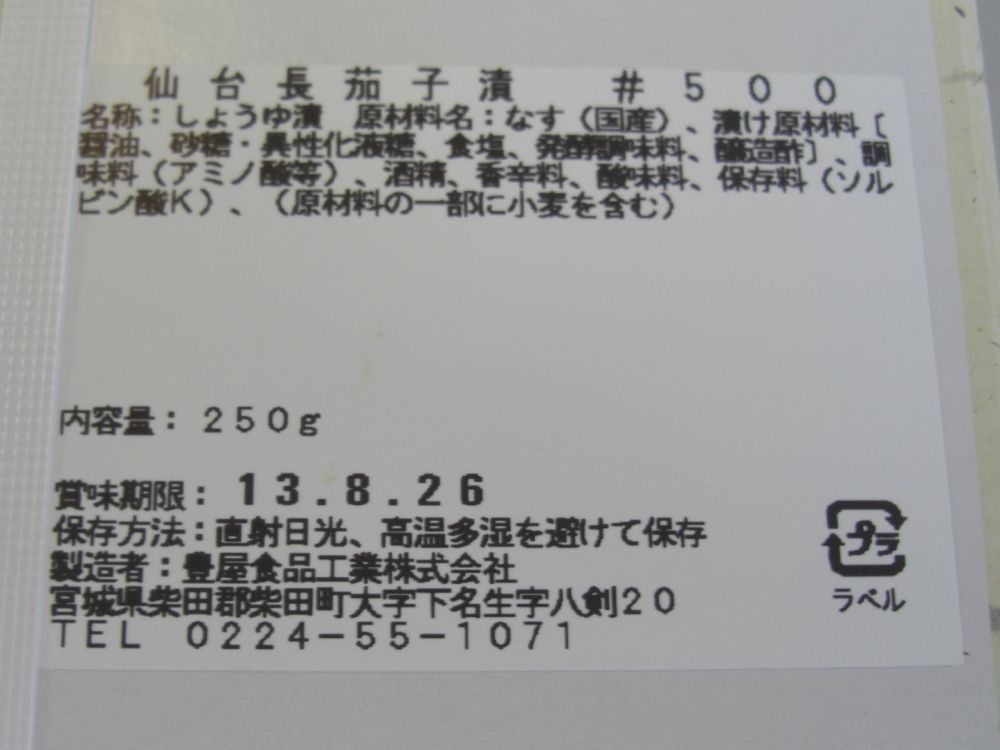 仙台長茄子漬 #500
名称：しょうゆ漬 原材料名：なす（国産）、漬け原材料〔
醤油、砂糖・異性化液糖、食塩、発酵調味料、醸造酢〕、調
味料（アミノ酸等）、酒精、香辛料、酸味料、保存料（ソル
ビン酸K）、（原材料の一部に小麦を含む）
内容量：250g
賞味期限：13.8.26
保存方法：直射日光、高温多湿を避けて保存
製造者：豊屋食品工業株式会社
宮城県柴田郡柴田町大字下名生字八剣20
TEL 0224-55-1071
プラ
ラベル